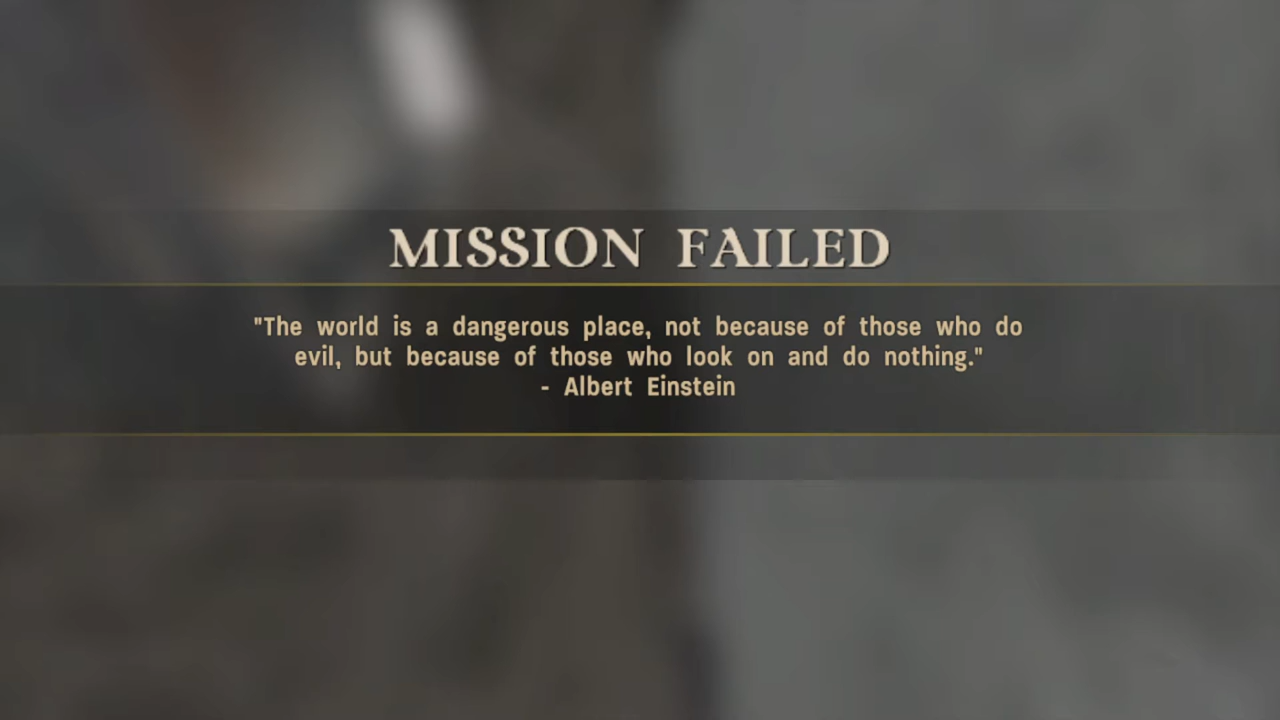 MISSION FAILED
"The world is a dangerous place, not because of those who do
evil, but because of those who look on and do nothing."
- Albert Einstein